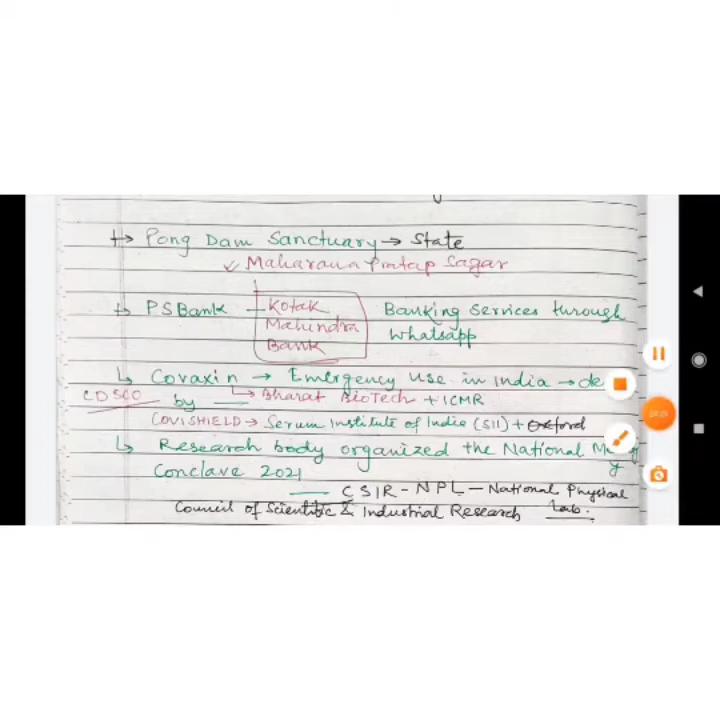 ↦ Pong Dam Sanctuary → State
✓ Maharana Pratap Sagar
↦ PSBank — Kotak Mahindra Bank Banking services through whatsapp
↳ Covaxin → Emergency use in India →
CDSCO by ___ ↳ Bharat BioTech + ICMR
COVISHIELD → Serum Institute of India (SII) + Oxford
↳ Research body organized the National
Conclave 2021
— CSIR - NPL — National Physical Lab.
Council of Scientific & Industrial Research